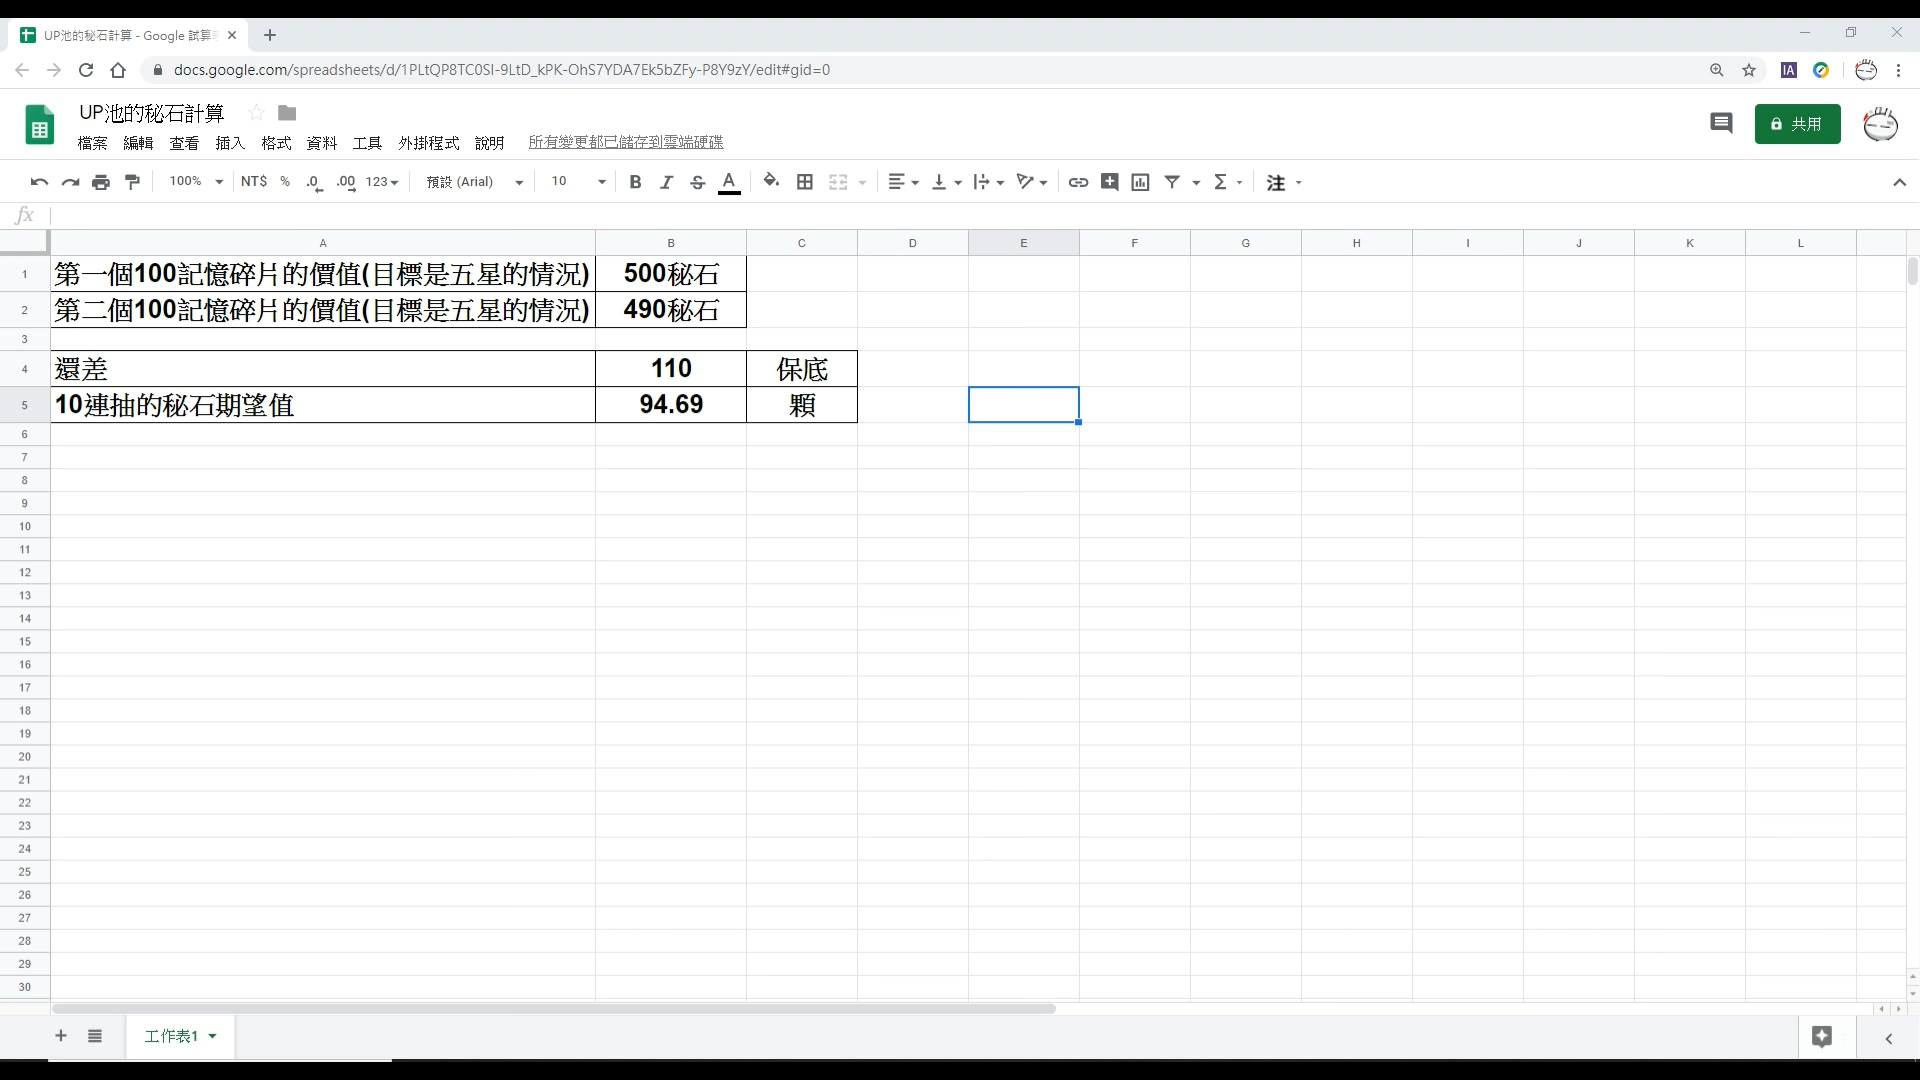 UP池的秘石計算 - Google 試算
docs.google.com/spreadsheets/d/1PLtQP8TC0SI-9LtD_kPK-OhS7YDA7Ek5bZFy-P8Y9zY/edit#gid=0
IA
UP池的秘石計算
檔案 編輯 查看 插入 格式 資料 工具 外掛程式 說明 所有變更都已儲存到雲端硬碟
共用
100% NT$ % .0 .00 123 預設 (Arial) 10 B I S A Σ 注
fx
A B C D E F G H I J K L
1 第一個100記憶碎片的價值(目標是五星的情況) 500秘石
2 第二個100記憶碎片的價值(目標是五星的情況) 490秘石
3
4 還差 110 保底
5 10連抽的秘石期望值 94.69 顆
6
7
8
9
10
11
12
13
14
15
16
17
18
19
20
21
22
23
24
25
26
27
28
29
30
工作表1